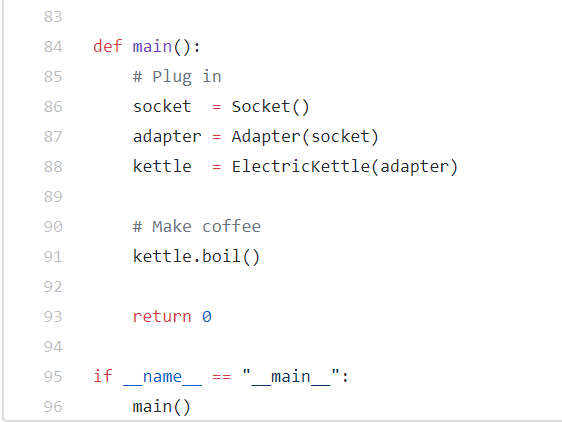 83
84 def main():
85     # Plug in
86     socket  = Socket()
87     adapter = Adapter(socket)
88     kettle  = ElectricKettle(adapter)
89
90     # Make coffee
91     kettle.boil()
92
93     return 0
94
95 if __name__ == "__main__":
96     main()